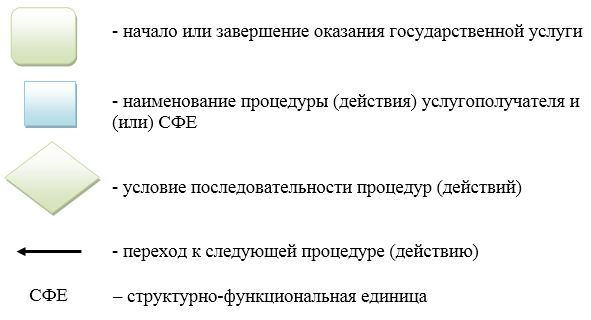 - начало или завершение оказания государственной услуги
- наименование процедуры (действия) услугополучателя и
(или) СФЕ
- условие последовательности процедур (действий)
- переход к следующей процедуре (действию)
СФЕ – структурно-функциональная единица